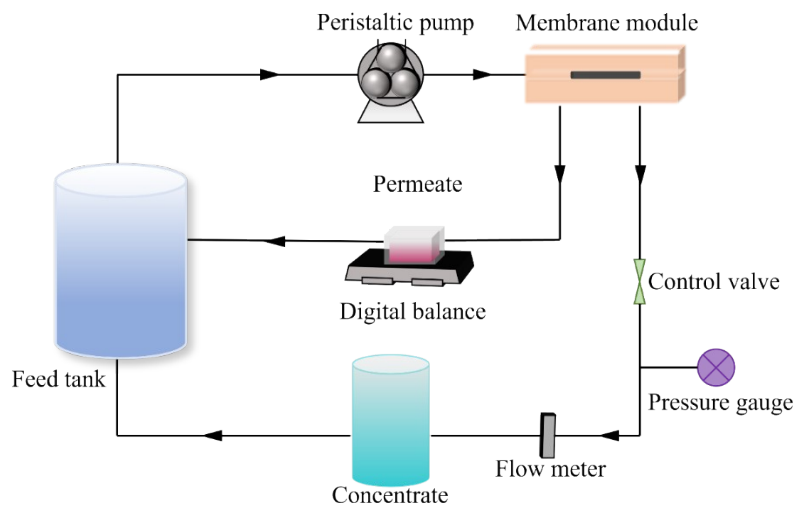 Peristaltic pump
Membrane module
Permeate
Control valve
Digital balance
Feed tank
Pressure gauge
Flow meter
Concentrate